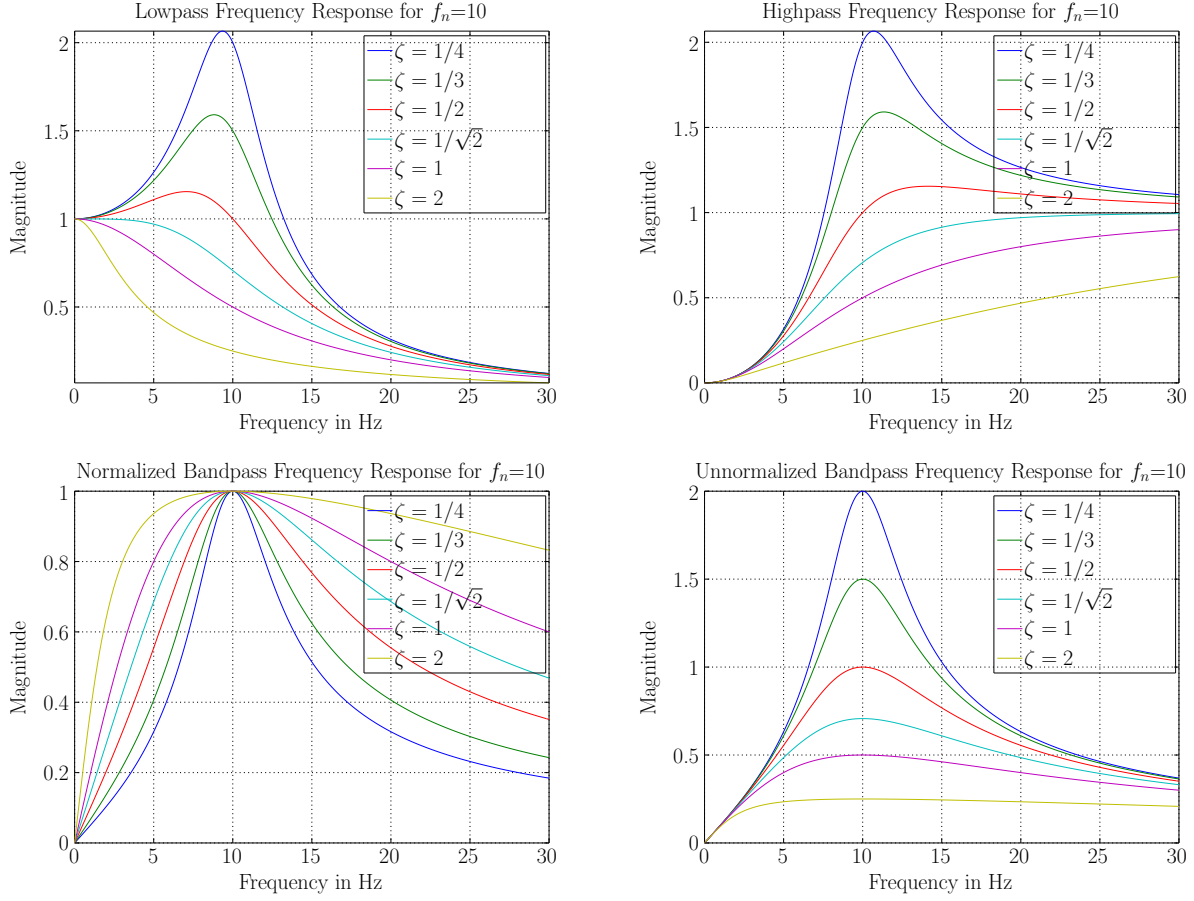 Lowpass Frequency Response for fₙ=10
Magnitude
2
1.5
1
0.5
ζ = 1/4
ζ = 1/3
ζ = 1/2
ζ = 1/√2
ζ = 1
ζ = 2
0 5 10 15 20 25 30
Frequency in Hz
Highpass Frequency Response for fₙ=10
Magnitude
2
1.5
1
0.5
0
ζ = 1/4
ζ = 1/3
ζ = 1/2
ζ = 1/√2
ζ = 1
ζ = 2
0 5 10 15 20 25 30
Frequency in Hz
Normalized Bandpass Frequency Response for fₙ=10
Magnitude
1
0.8
0.6
0.4
0.2
0
ζ = 1/4
ζ = 1/3
ζ = 1/2
ζ = 1/√2
ζ = 1
ζ = 2
0 5 10 15 20 25 30
Frequency in Hz
Unnormalized Bandpass Frequency Response for fₙ=10
Magnitude
2
1.5
1
0.5
0
ζ = 1/4
ζ = 1/3
ζ = 1/2
ζ = 1/√2
ζ = 1
ζ = 2
0 5 10 15 20 25 30
Frequency in Hz